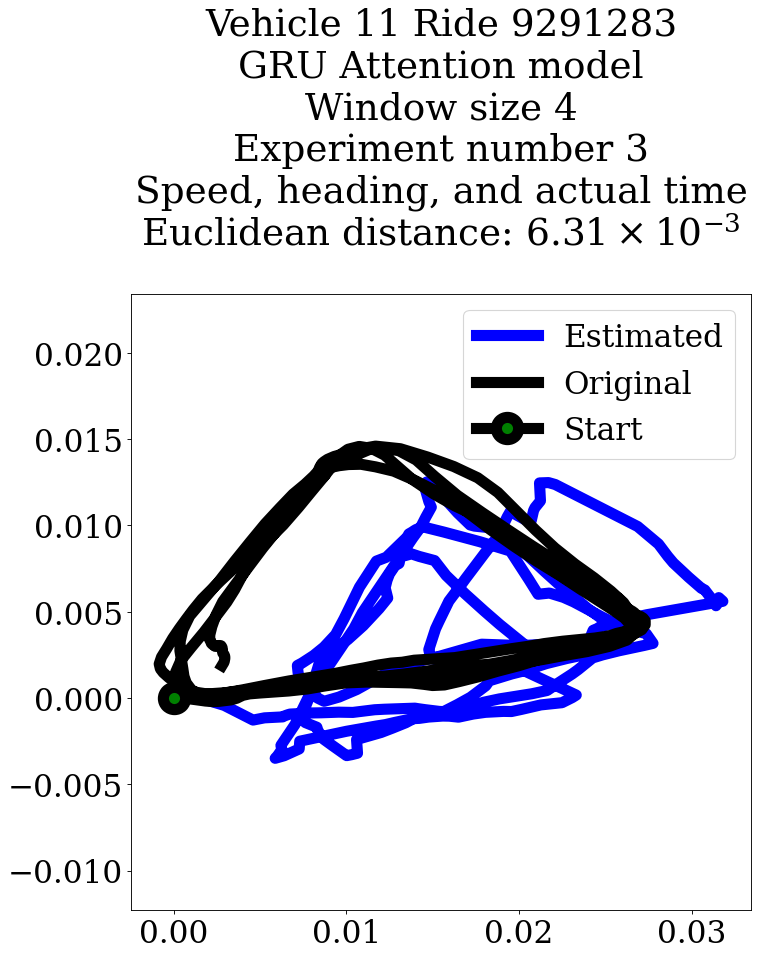 Vehicle 11 Ride 9291283
GRU Attention model
Window size 4
Experiment number 3
Speed, heading, and actual time
Euclidean distance: 6.31 × 10⁻³
Estimated
Original
Start
0.020
0.015
0.010
0.005
0.000
−0.005
−0.010
0.00 0.01 0.02 0.03